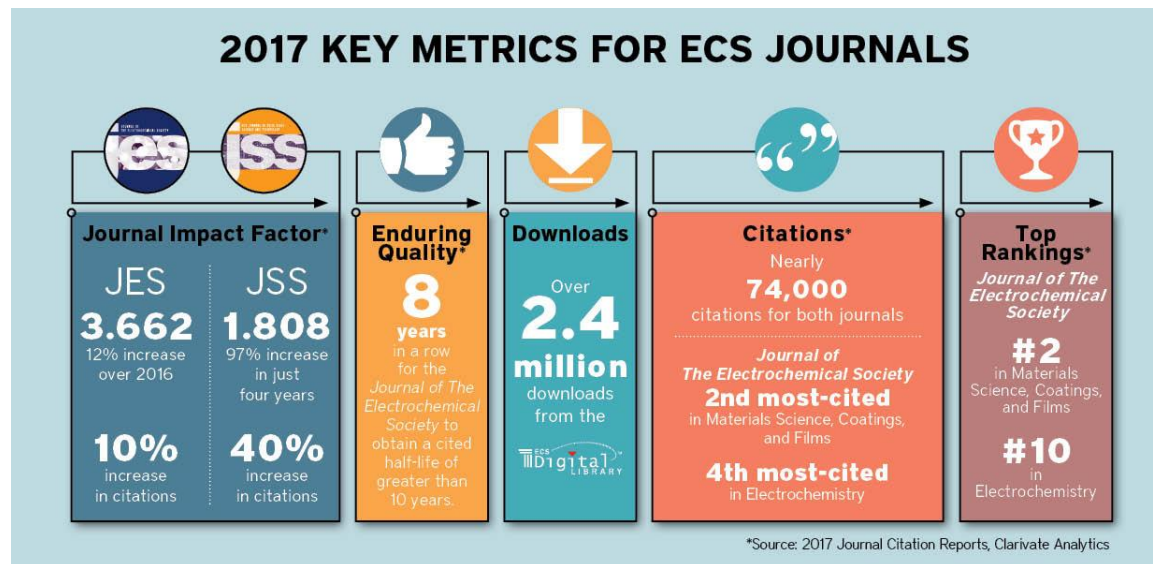 2017 KEY METRICS FOR ECS JOURNALS
jes
jss
Journal Impact Factor*
JES
3.662
12% increase
over 2016
10%
increase
in citations
JSS
1.808
97% increase
in just
four years
40%
increase
in citations
Enduring
Quality*
8
years
in a row
for the
Journal of The
Electrochemical
Society to
obtain a cited
half-life of
greater than
10 years.
Downloads
Over
2.4
million
downloads
from the
ECS
Digital
LIBRARY
Citations*
Nearly
74,000
citations for both journals
Journal of
The Electrochemical Society
2nd most-cited
in Materials Science, Coatings,
and Films
4th most-cited
in Electrochemistry
Top
Rankings*
Journal of The
Electrochemical
Society
#2
in Materials
Science, Coatings,
and Films
#10
in
Electrochemistry
*Source: 2017 Journal Citation Reports, Clarivate Analytics